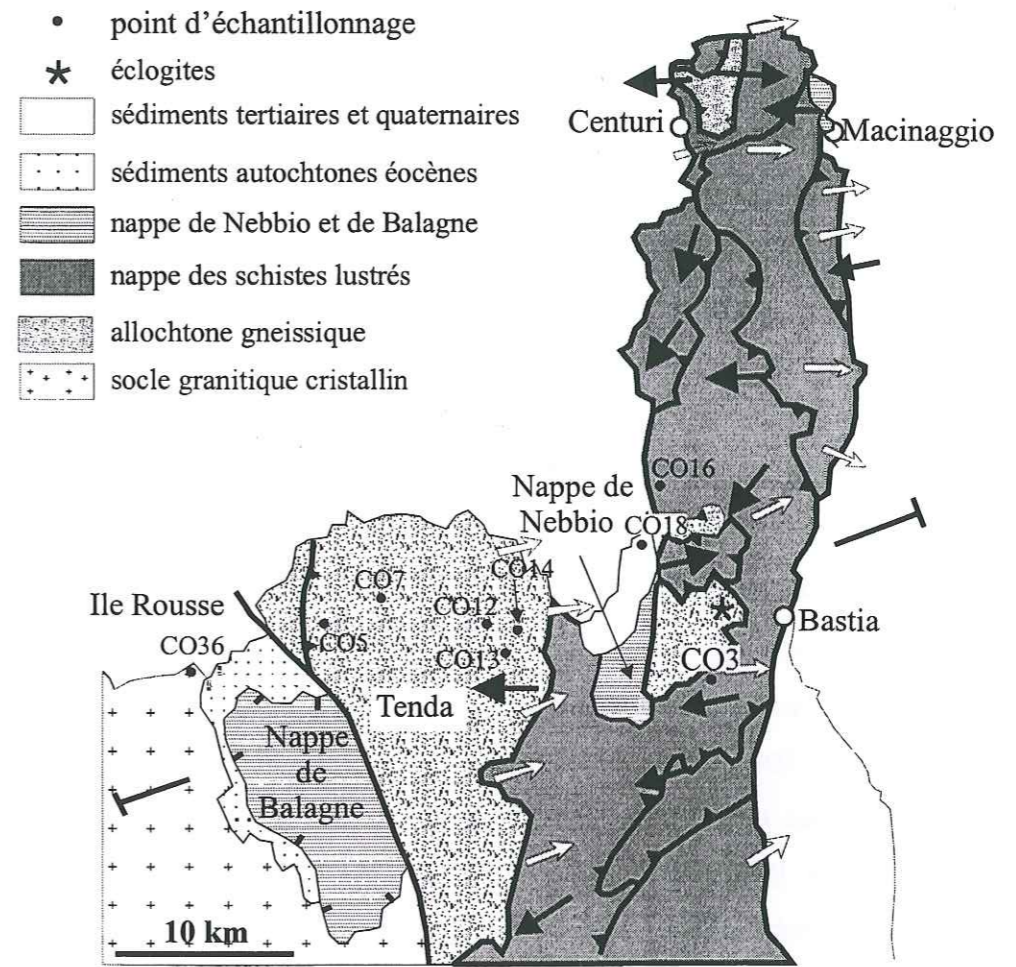 point d'échantillonnage
éclogites
sédiments tertiaires et quaternaires
sédiments autochtones éocènes
nappe de Nebbio et de Balagne
nappe des schistes lustrés
allochtone gneissique
socle granitique cristallin
Centuri
Macinaggio
CO16
Nappe de
Nebbio
CO18
CO14
CO7
Ile Rousse
CO12
Bastia
CO5
CO36
CO13
CO3
Tenda
Nappe
de
Balagne
10 km